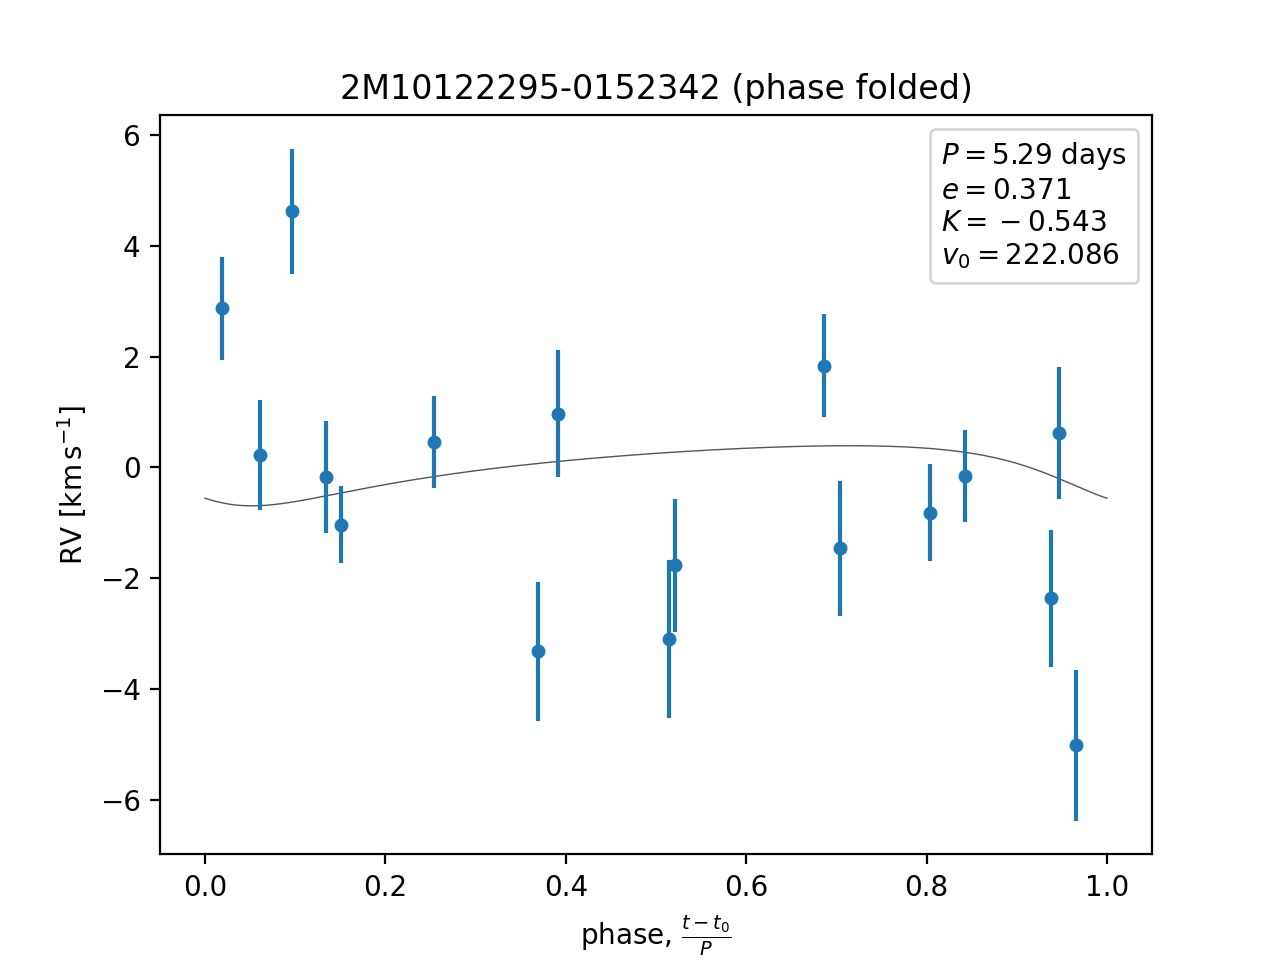 2M10122295-0152342 (phase folded)
P = 5.29 days
e = 0.371
K = −0.543
v₀ = 222.086
RV [km s⁻¹]
6
4
2
0
−2
−4
−6
0.0 0.2 0.4 0.6 0.8 1.0
phase, (t − t₀)/P